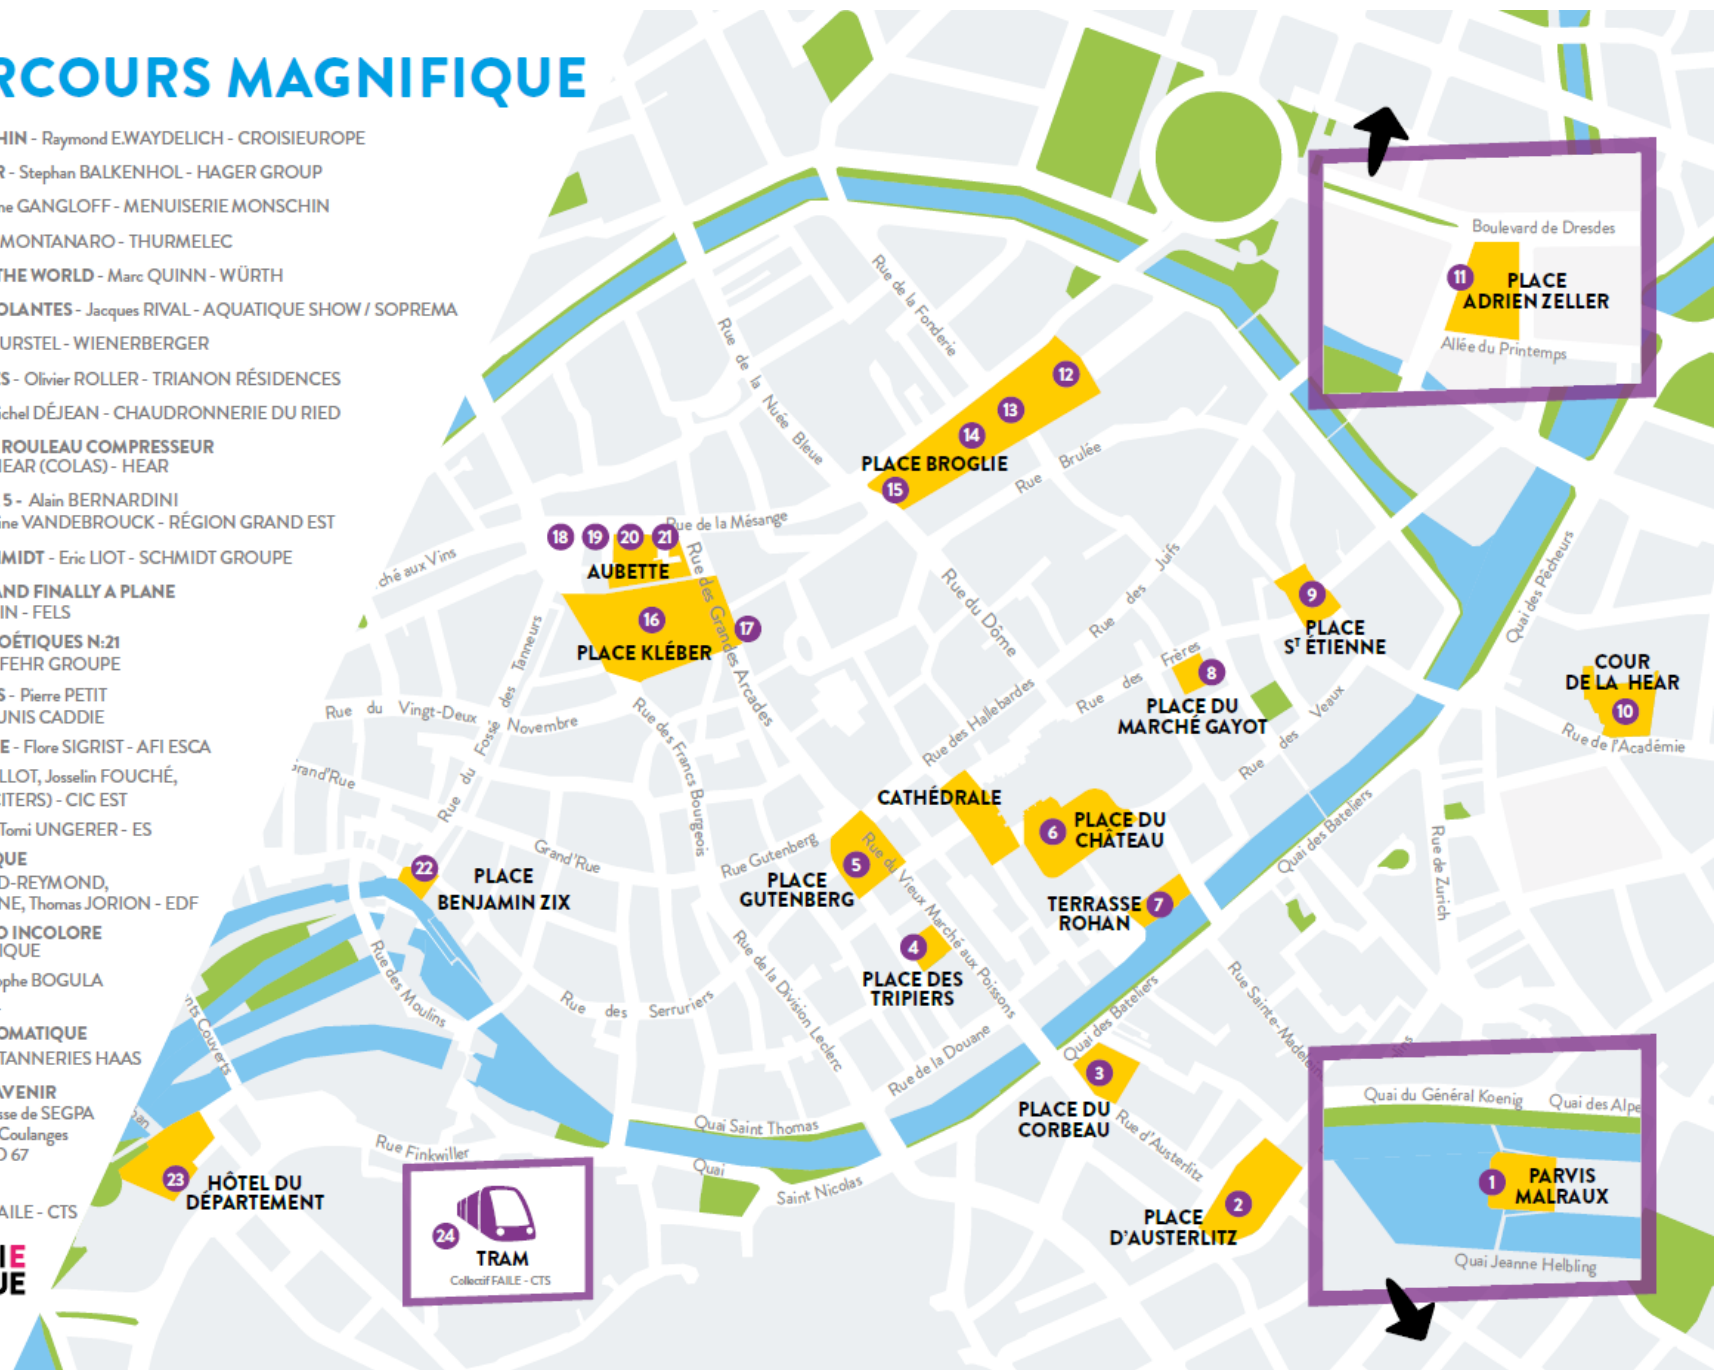 RCOURS MAGNIFIQUE
HIN - Raymond E.WAYDELICH - CROISIEUROPE
R - Stephan BALKENHOL - HAGER GROUP
ne GANGLOFF - MENUISERIE MONSCHIN
MONTANARO - THURMELEC
THE WORLD - Marc QUINN - WÜRTH
OLANTES - Jacques RIVAL - AQUATIQUE SHOW / SOPREMA
URSTEL - WIENERBERGER
ES - Olivier ROLLER - TRIANON RÉSIDENCES
ichel DÉJEAN - CHAUDRONNERIE DU RIED
ROULEAU COMPRESSEUR
HEAR (COLAS) - HEAR
5 - Alain BERNARDINI
ine VANDEBROUCK - RÉGION GRAND EST
HMIDT - Eric LIOT - SCHMIDT GROUPE
AND FINALLY A PLANE
IN - FELS
OÉTIQUES N:21
FEHR GROUPE
S - Pierre PETIT
UNIS CADDIE
E - Flore SIGRIST - AFI ESCA
LLOT, Josselin FOUCHÉ,
CITERS) - CIC EST
Tomi UNGERER - ES
QUE
D-REYMOND,
NE, Thomas JORION - EDF
O INCOLORE
IQUE
ophe BOGULA
OMATIQUE
TANNERIES HAAS
AVENIR
sse de SEGPA
Coulanges
D 67
AILE - CTS
IE
UE
Boulevard de Dresdes
11
PLACE
ADRIEN ZELLER
Allée du Printemps
Rue de la Fonderie
Rue de la Nuée Bleue
12
13
14
PLACE BROGLIE
15
Rue Brulée
Rue de la Mésange
18 19 20 21
AUBETTE
ché aux Vins
Rue des Grandes Arcades
16
17
PLACE KLÉBER
Rue du Fossé des Tanneurs
Rue du Vingt-Deux Novembre
Rue des Francs Bourgeois
Rue du Dôme
Rue des Juifs
9
PLACE
ST ÉTIENNE
Quai des Pêcheurs
COUR
DE LA HEAR
10
Rue de l'Académie
Rue des Frères
8
PLACE DU
MARCHÉ GAYOT
Rue des Hallebardes
Rue des Veaux
Grand'Rue
Grand'Rue
CATHÉDRALE
6
PLACE DU
CHÂTEAU
Quai des Bateliers
Rue de Zurich
Rue Gutenberg
5
PLACE
GUTENBERG
Rue du Vieux Marché aux Poissons
22
PLACE
BENJAMIN ZIX
TERRASSE
ROHAN
7
4
PLACE DES
TRIPIERS
Rue de la Division Leclerc
Rue des Moulins
Rue des Serruriers
nts Couverts
Rue de la Douane
Quai des Bateliers
Rue Sainte-Madeleine
3
PLACE DU
CORBEAU
Rue d'Austerlitz
Quai Saint Thomas
Rue Finkwiller
Quai Saint Nicolas
23
HÔTEL DU
DÉPARTEMENT
24
TRAM
Collectif FAILE - CTS
2
PLACE
D'AUSTERLITZ
Quai du Général Koenig
Quai des Alpe
1
PARVIS
MALRAUX
Quai Jeanne Helbling